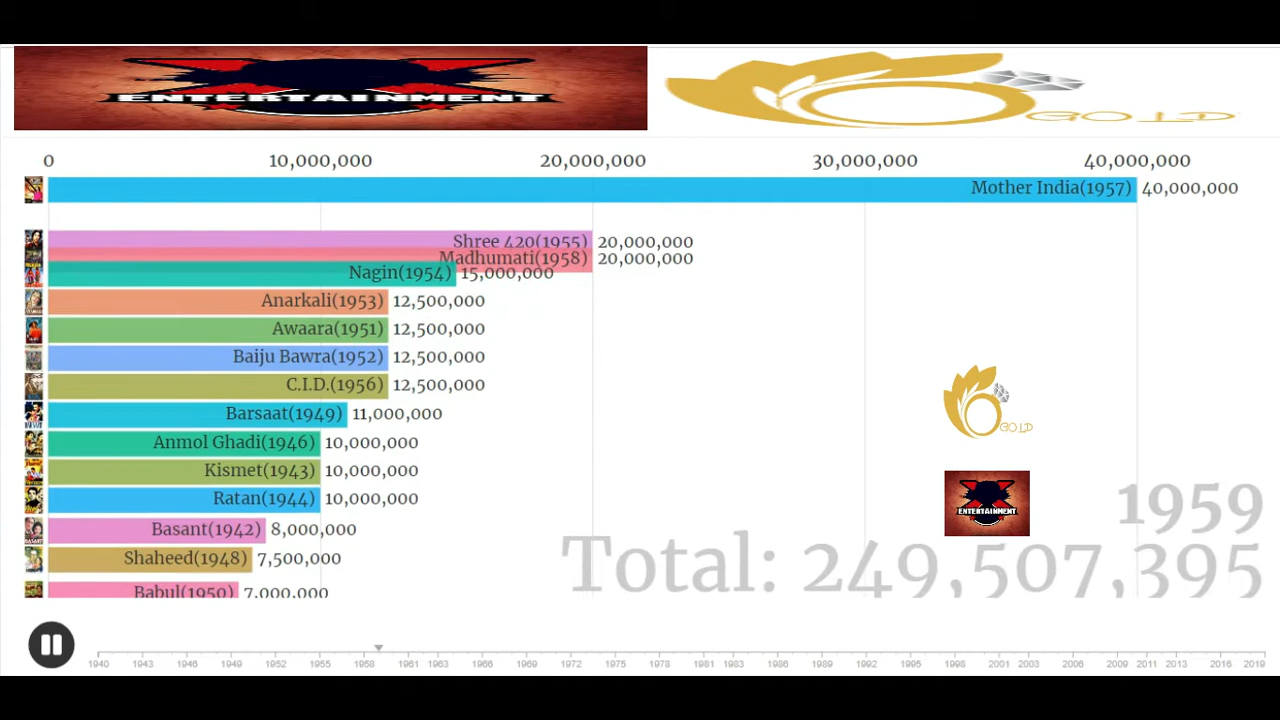 ENTERTAINMENT
GOLD
0 10,000,000 20,000,000 30,000,000 40,000,000
Mother India(1957) 40,000,000
Shree 420(1955) 20,000,000
Madhumati(1958) 20,000,000
Nagin(1954) 15,000,000
Anarkali(1953) 12,500,000
Awaara(1951) 12,500,000
Baiju Bawra(1952) 12,500,000
C.I.D.(1956) 12,500,000
Barsaat(1949) 11,000,000
GOLD
Anmol Ghadi(1946) 10,000,000
Kismet(1943) 10,000,000
Ratan(1944) 10,000,000
ENTERTAINMENT
1959
Basant(1942) 8,000,000
Shaheed(1948) 7,500,000
Total: 249,507,395
Babul(1950) 7,000,000
1940 1943 1946 1949 1952 1955 1958 1961 1963 1966 1969 1972 1975 1978 1981 1983 1986 1989 1992 1995 1998 2001 2003 2006 2009 2011 2013 2016 2019